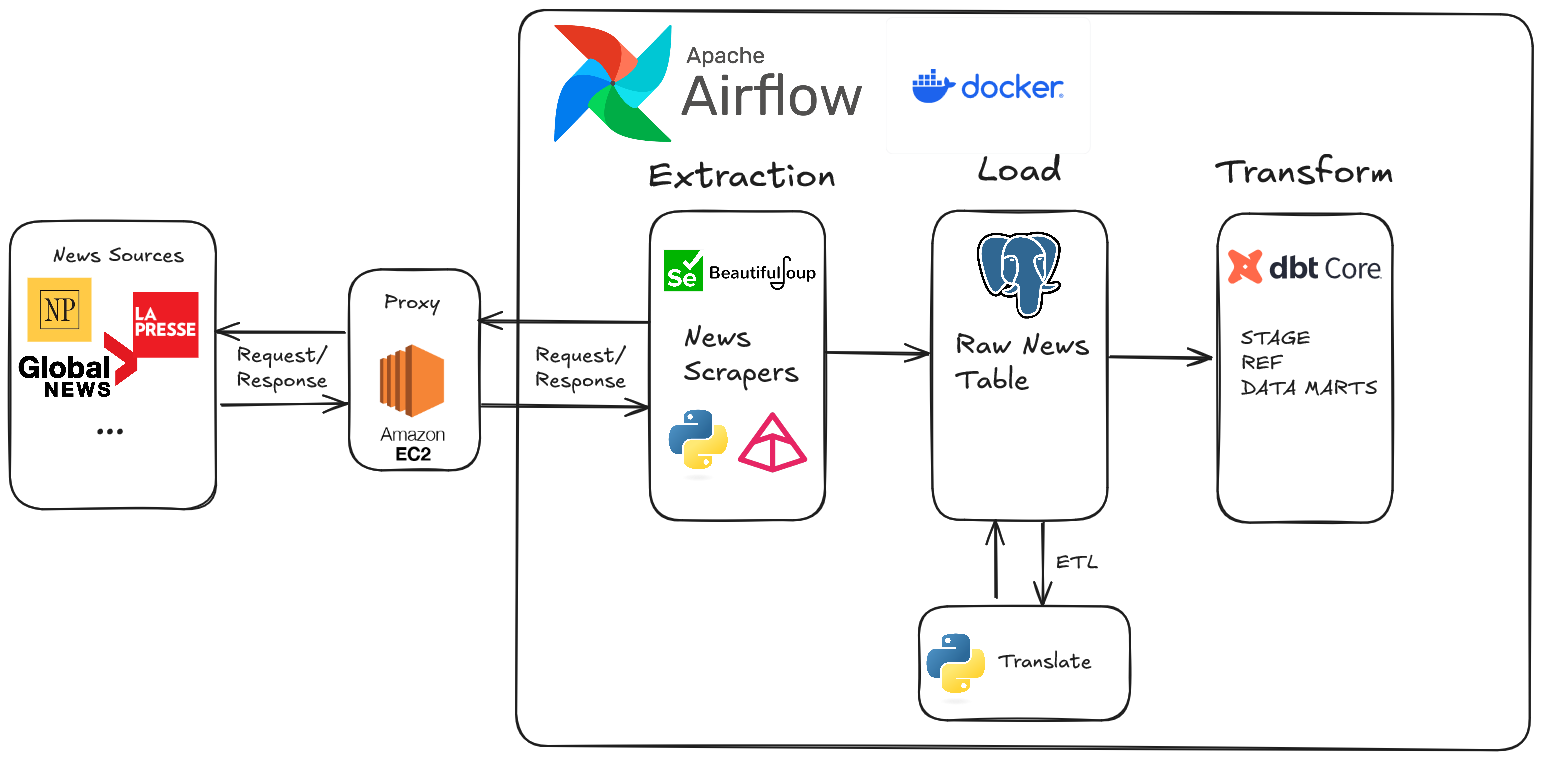 Apache
Airflow
docker
Extraction
Load
Transform
News Sources
NP
LA
PRESSE
Global
NEWS
...
Request/
Response
Proxy
Amazon
EC2
Request/
Response
Se
BeautifulSoup
News
Scrapers
Raw News
Table
dbt Core
STAGE
REF
DATA MARTS
ETL
Translate